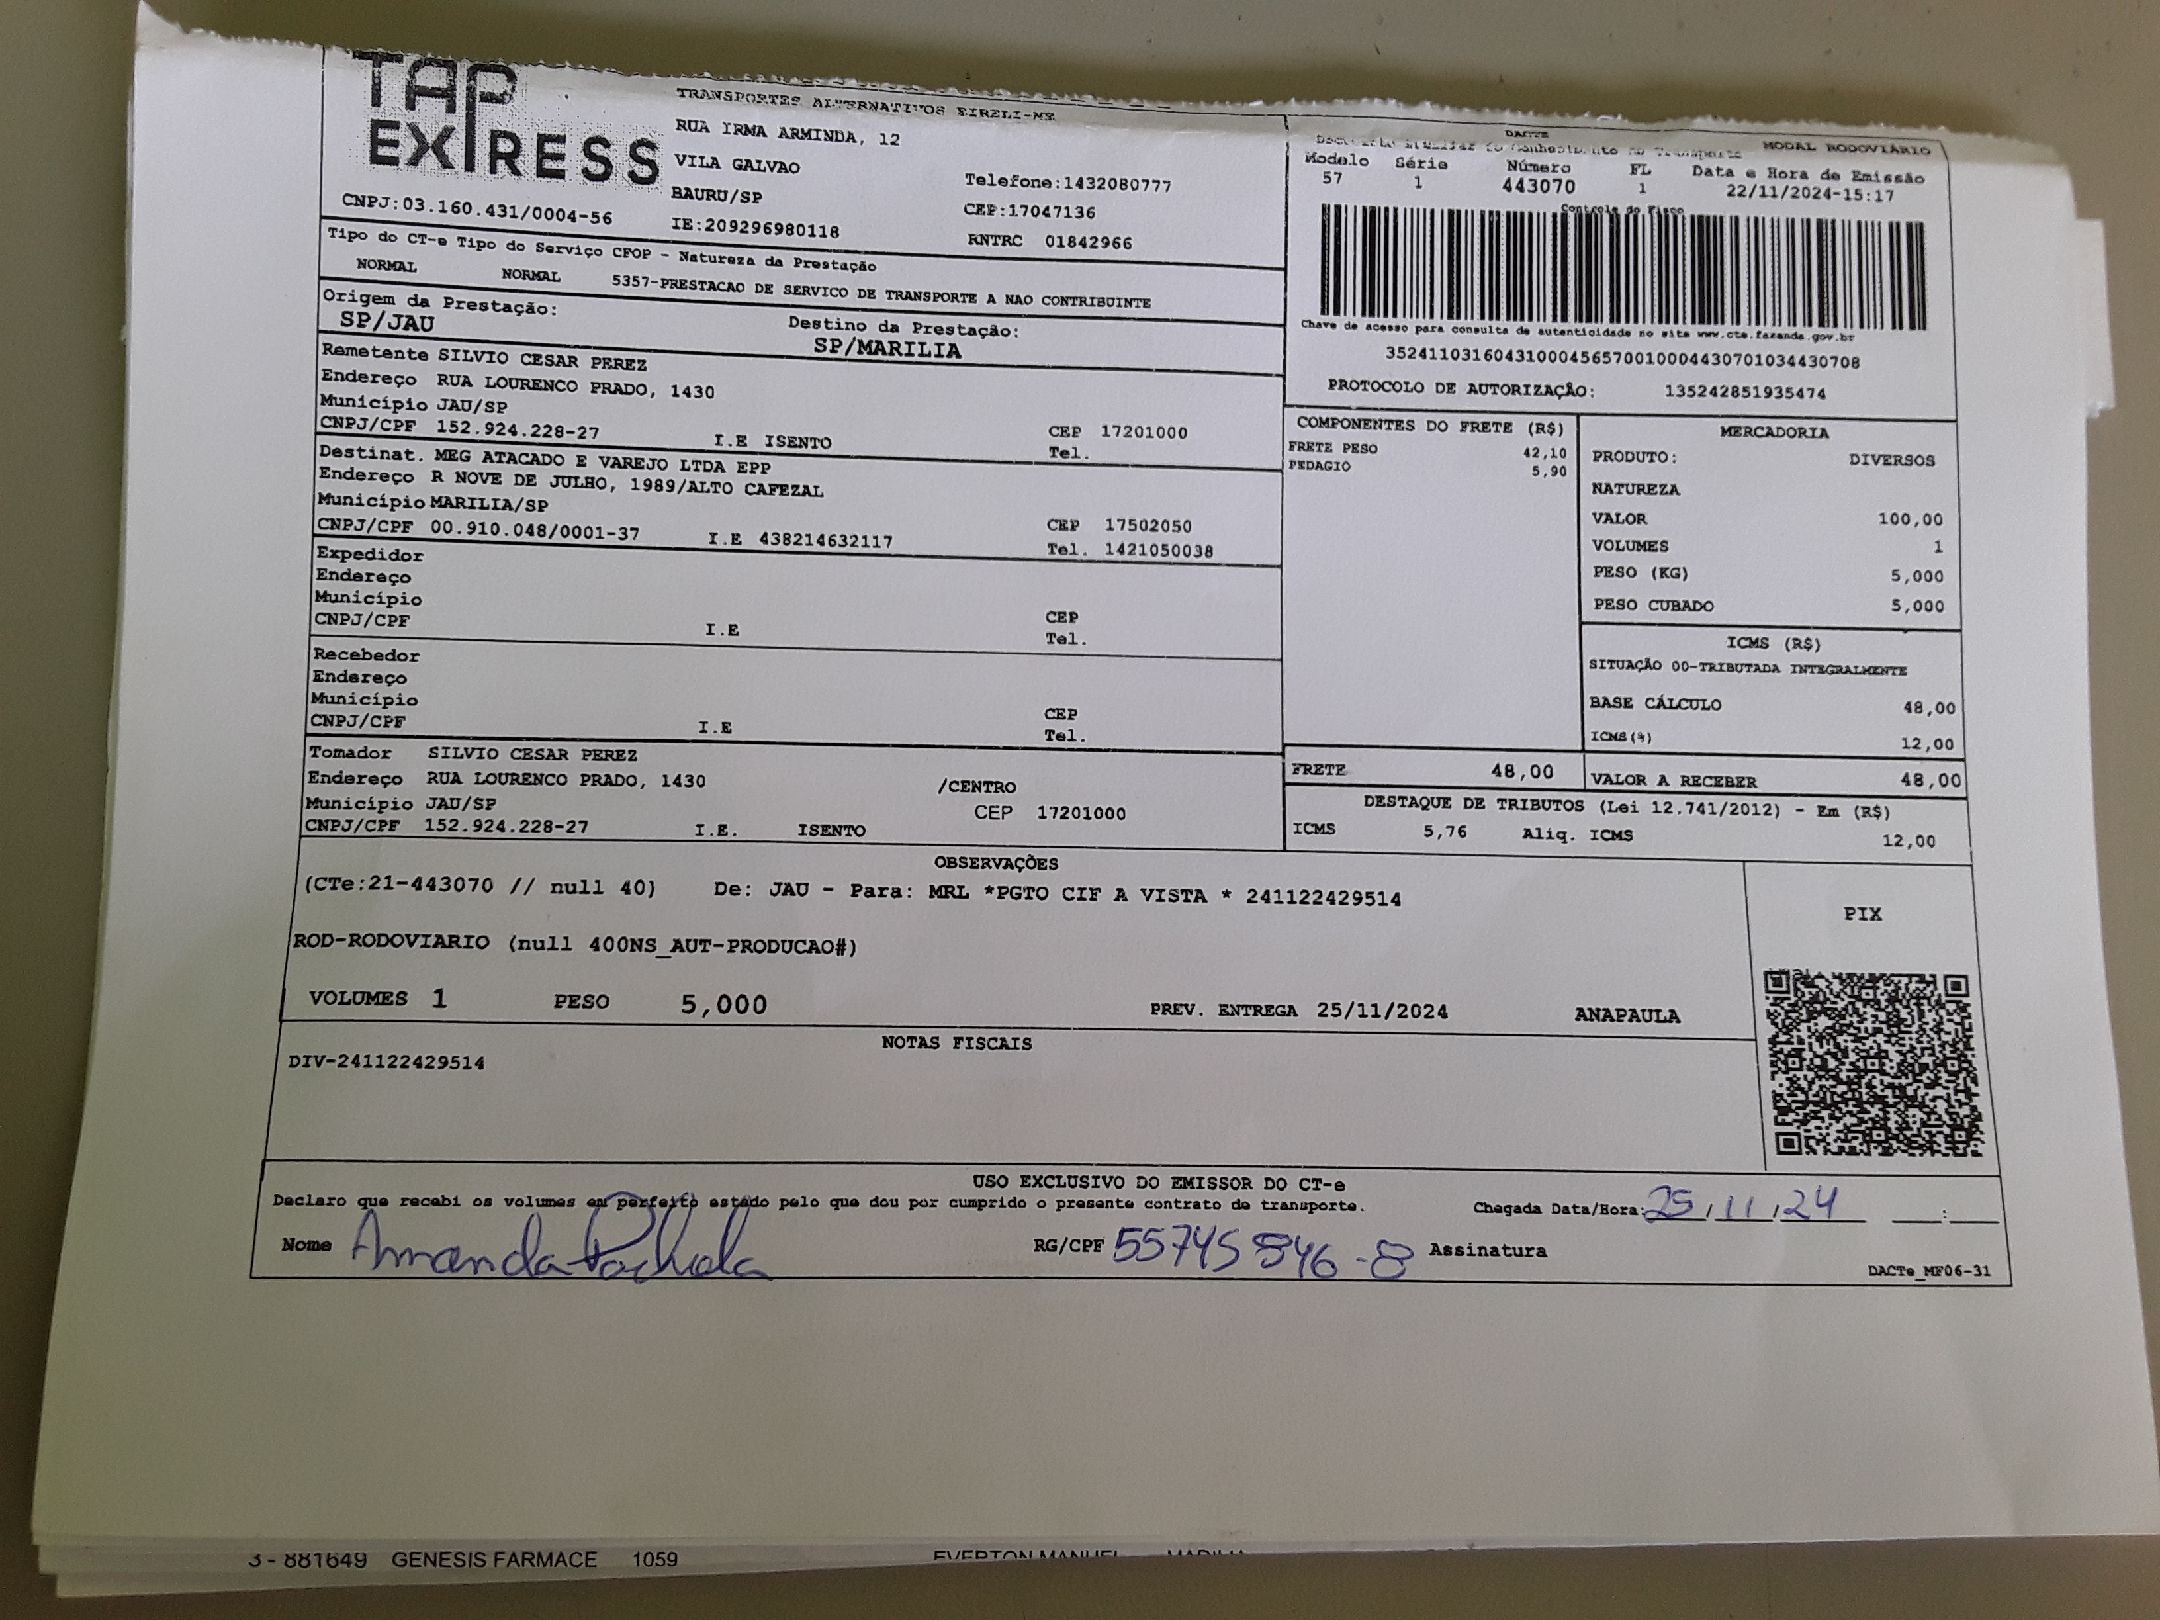 TAP
EXPRESS
TRANSPORTES ALTERNATIVOS EIRELI-ME
RUA IRMA ARMINDA, 12
VILA GALVAO
BAURU/SP
Telefone:1432080777
CEP:17047136
CNPJ:03.160.431/0004-56
IE:209296980118
RNTRC 01842966
DACTE
MODAL RODOVIÁRIO
Modelo Série Número FL Data e Hora de Emissão
57 1 443070 1 22/11/2024-15:17
Controle do Fisco
Tipo do CT-e Tipo do Serviço CFOP - Natureza da Prestação
NORMAL NORMAL 5357-PRESTACAO DE SERVICO DE TRANSPORTE A NAO CONTRIBUINTE
Origem da Prestação:
SP/JAU
Destino da Prestação:
SP/MARILIA
Chave de acesso para consulta de autenticidade no site www.cte.fazenda.gov.br
35241103160431000456570010004430701034430708
PROTOCOLO DE AUTORIZAÇÃO: 135242851935474
Remetente SILVIO CESAR PEREZ
Endereço RUA LOURENCO PRADO, 1430
Município JAU/SP
CNPJ/CPF 152.924.228-27 I.E ISENTO
CEP 17201000
Tel.
Destinat. MEG ATACADO E VAREJO LTDA EPP
Endereço R NOVE DE JULHO, 1989/ALTO CAFEZAL
Município MARILIA/SP
CNPJ/CPF 00.910.048/0001-37 I.E 438214632117
CEP 17502050
Tel. 1421050038
Expedidor
Endereço
Município
CNPJ/CPF I.E
CEP
Tel.
Recebedor
Endereço
Município
CNPJ/CPF I.E
CEP
Tel.
Tomador SILVIO CESAR PEREZ
Endereço RUA LOURENCO PRADO, 1430 /CENTRO
Município JAU/SP CEP 17201000
CNPJ/CPF 152.924.228-27 I.E. ISENTO
COMPONENTES DO FRETE (R$)
FRETE PESO 42,10
PEDAGIO 5,90
MERCADORIA
PRODUTO: DIVERSOS
NATUREZA
VALOR 100,00
VOLUMES 1
PESO (KG) 5,000
PESO CUBADO 5,000
ICMS (R$)
SITUAÇÃO 00-TRIBUTADA INTEGRALMENTE
BASE CÁLCULO 48,00
ICMS(%) 12,00
FRETE 48,00
VALOR A RECEBER 48,00
DESTAQUE DE TRIBUTOS (Lei 12.741/2012) - Em (R$)
ICMS 5,76 Aliq. ICMS 12,00
OBSERVAÇÕES
(CTe:21-443070 // null 40) De: JAU - Para: MRL *PGTO CIF A VISTA * 241122429514
ROD-RODOVIARIO (null 400NS_AUT-PRODUCAO#)
PIX
VOLUMES 1 PESO 5,000 PREV. ENTREGA 25/11/2024 ANAPAULA
NOTAS FISCAIS
DIV-241122429514
USO EXCLUSIVO DO EMISSOR DO CT-e
Declaro que recebi os volumes em perfeito estado pelo que dou por cumprido o presente contrato de transporte.
Chegada Data/Hora: 25/11/24 __:__
Nome Amanda RG/CPF 55745846-8 Assinatura
DACTe_MF06-31
3 - 881649 GENESIS FARMACE 1059 EVERTON MANUEL